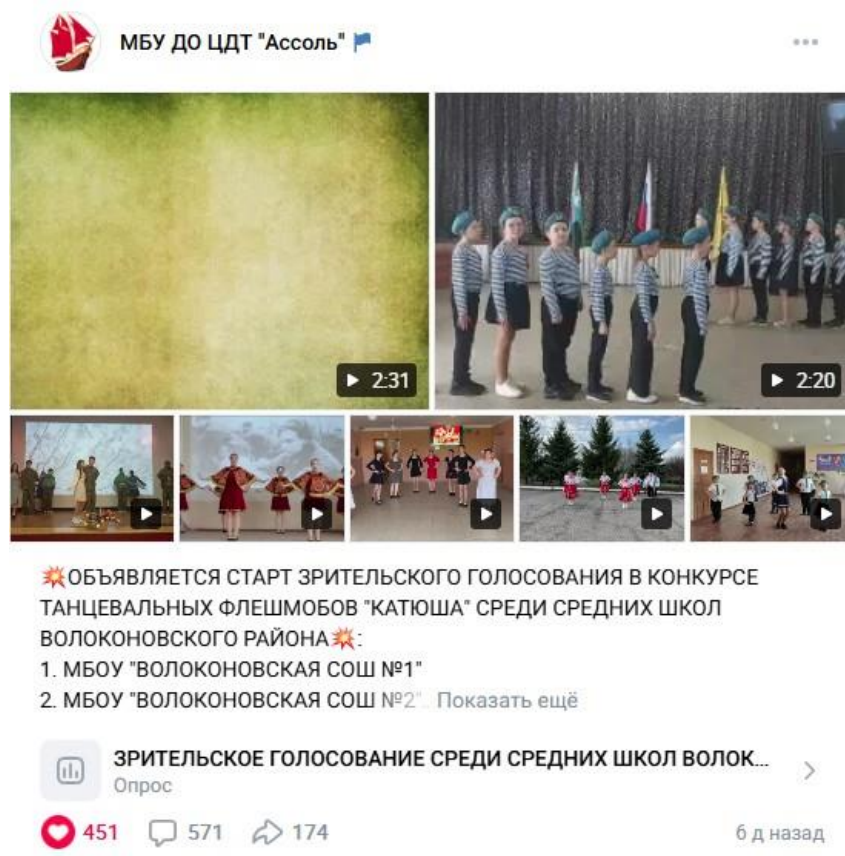 МБУ ДО ЦДТ "Ассоль"
2:31
2:20
💥ОБЪЯВЛЯЕТСЯ СТАРТ ЗРИТЕЛЬСКОГО ГОЛОСОВАНИЯ В КОНКУРСЕ
ТАНЦЕВАЛЬНЫХ ФЛЕШМОБОВ "КАТЮША" СРЕДИ СРЕДНИХ ШКОЛ
ВОЛОКОНОВСКОГО РАЙОНА💥:
1. МБОУ "ВОЛОКОНОВСКАЯ СОШ №1"
2. МБОУ "ВОЛОКОНОВСКАЯ СОШ №2". Показать ещё
ЗРИТЕЛЬСКОЕ ГОЛОСОВАНИЕ СРЕДИ СРЕДНИХ ШКОЛ ВОЛОК...
Опрос
451 571 174 6 д назад